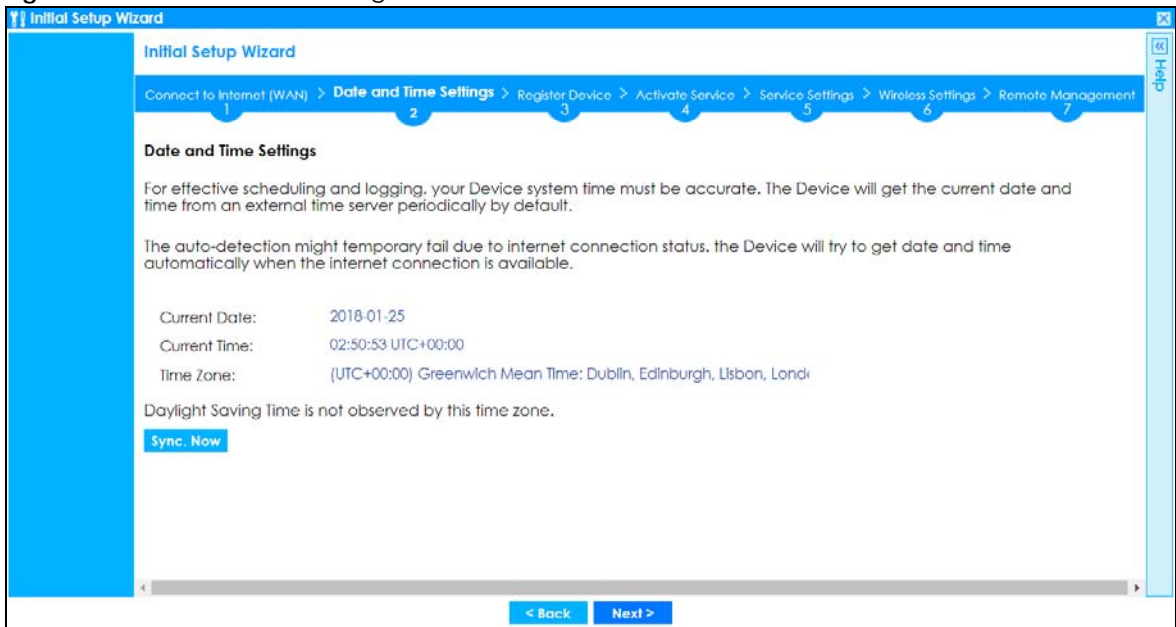 Initial Setup Wizard
Initial Setup Wizard
« Help
Connect to Internet (WAN) > Date and Time Settings > Register Device > Activate Service > Service Settings > Wireless Settings > Remote Management
1 2 3 4 5 6 7
Date and Time Settings
For effective scheduling and logging, your Device system time must be accurate. The Device will get the current date and
time from an external time server periodically by default.
The auto-detection might temporary fail due to internet connection status, the Device will try to get date and time
automatically when the internet connection is available.
Current Date: 2018-01-25
Current Time: 02:50:53 UTC+00:00
Time Zone: (UTC+00:00) Greenwich Mean Time: Dublin, Edinburgh, Lisbon, Lond
Daylight Saving Time is not observed by this time zone.
Sync. Now
< Back Next >